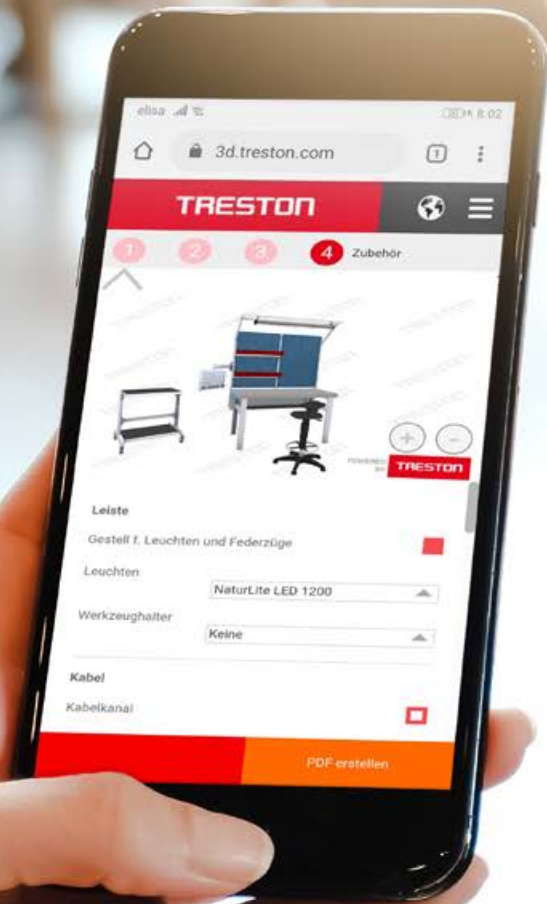 elisa 8:02
3d.treston.com 1
TRESTON
1 2 3 4 Zubehör
POWERED BY TRESTON
Leiste
Gestell f. Leuchten und Federzüge
Leuchten
NaturLite LED 1200
Werkzeughalter
Keine
Kabel
Kabelkanal
PDF erstellen